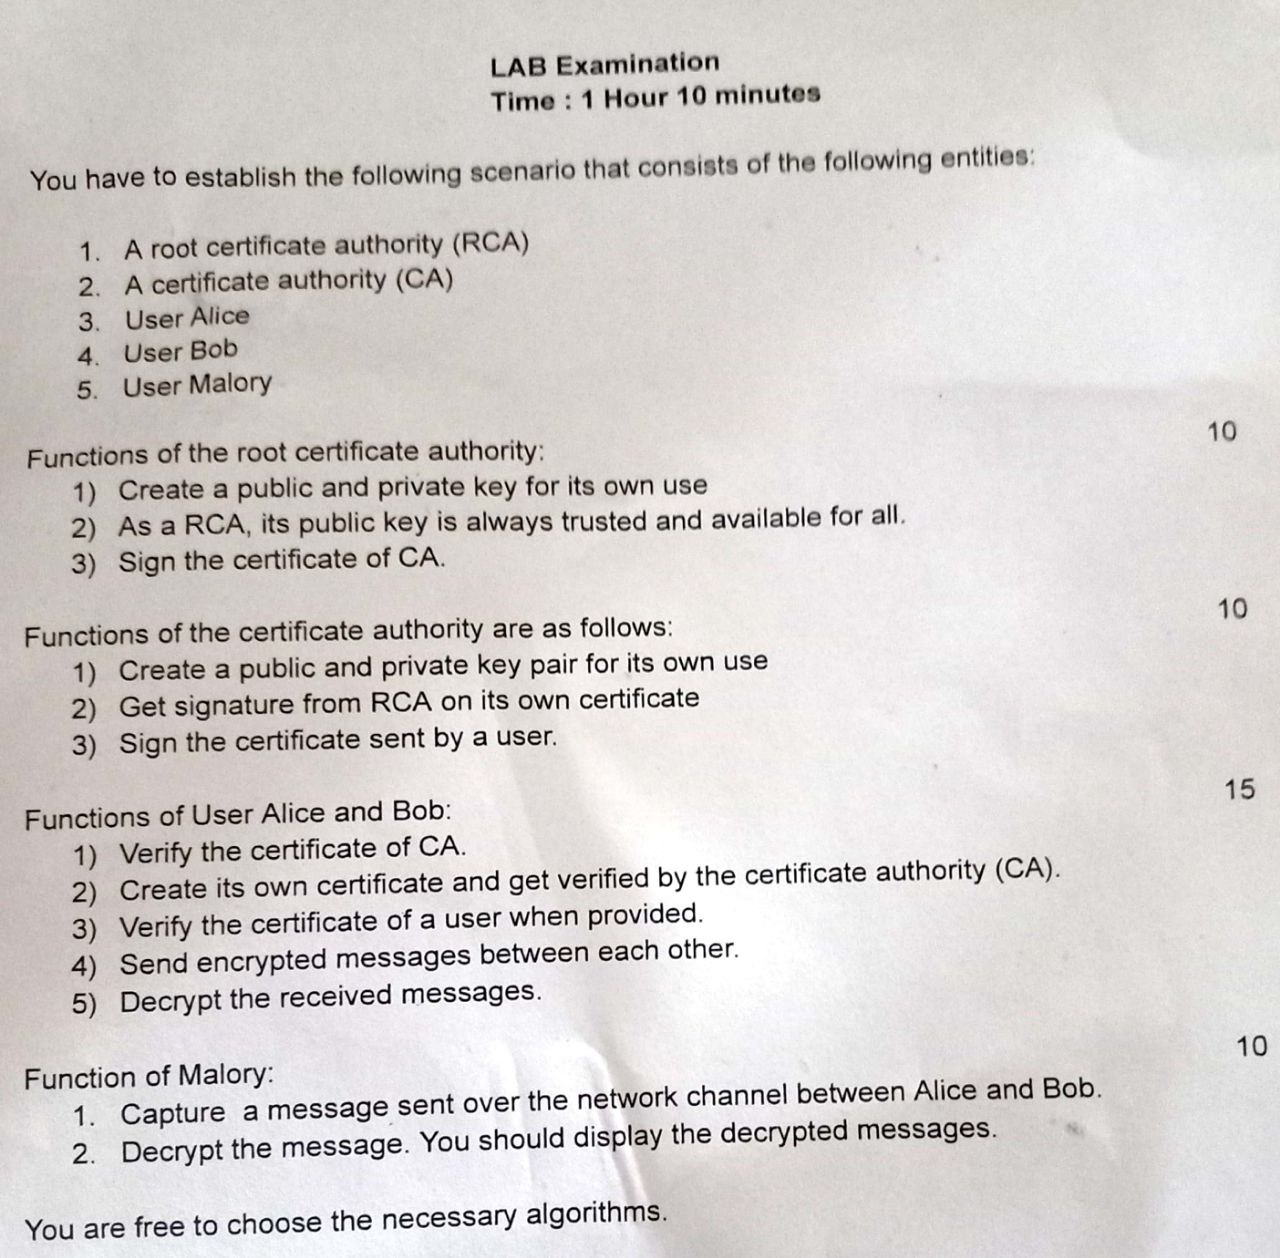 LAB Examination
Time : 1 Hour 10 minutes
You have to establish the following scenario that consists of the following entities:
1. A root certificate authority (RCA)
2. A certificate authority (CA)
3. User Alice
4. User Bob
5. User Malory
10
Functions of the root certificate authority:
1) Create a public and private key for its own use
2) As a RCA, its public key is always trusted and available for all.
3) Sign the certificate of CA.
10
Functions of the certificate authority are as follows:
1) Create a public and private key pair for its own use
2) Get signature from RCA on its own certificate
3) Sign the certificate sent by a user.
15
Functions of User Alice and Bob:
1) Verify the certificate of CA.
2) Create its own certificate and get verified by the certificate authority (CA).
3) Verify the certificate of a user when provided.
4) Send encrypted messages between each other.
5) Decrypt the received messages.
10
Function of Malory:
1. Capture a message sent over the network channel between Alice and Bob.
2. Decrypt the message. You should display the decrypted messages.
You are free to choose the necessary algorithms.